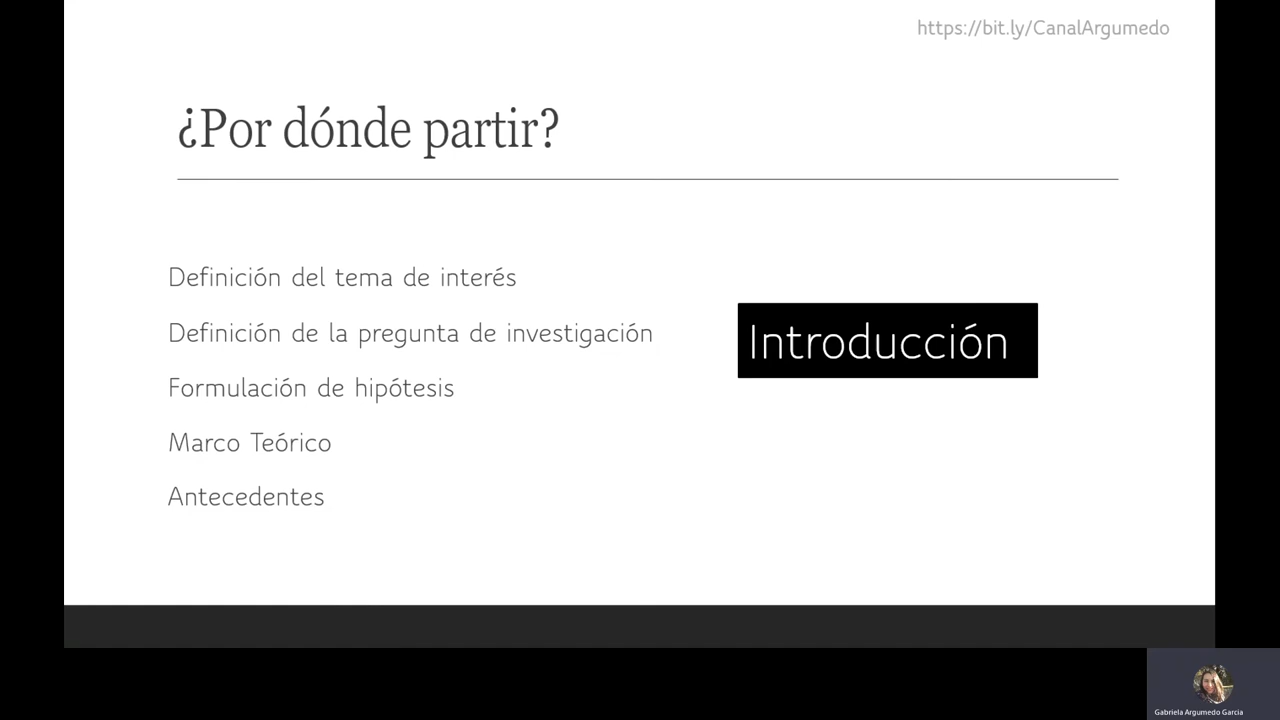 https://bit.ly/CanalArgumedo
¿Por dónde partir?
Definición del tema de interés
Definición de la pregunta de investigación
Formulación de hipótesis
Marco Teórico
Antecedentes
Introducción
Gabriela Argumedo Garcia